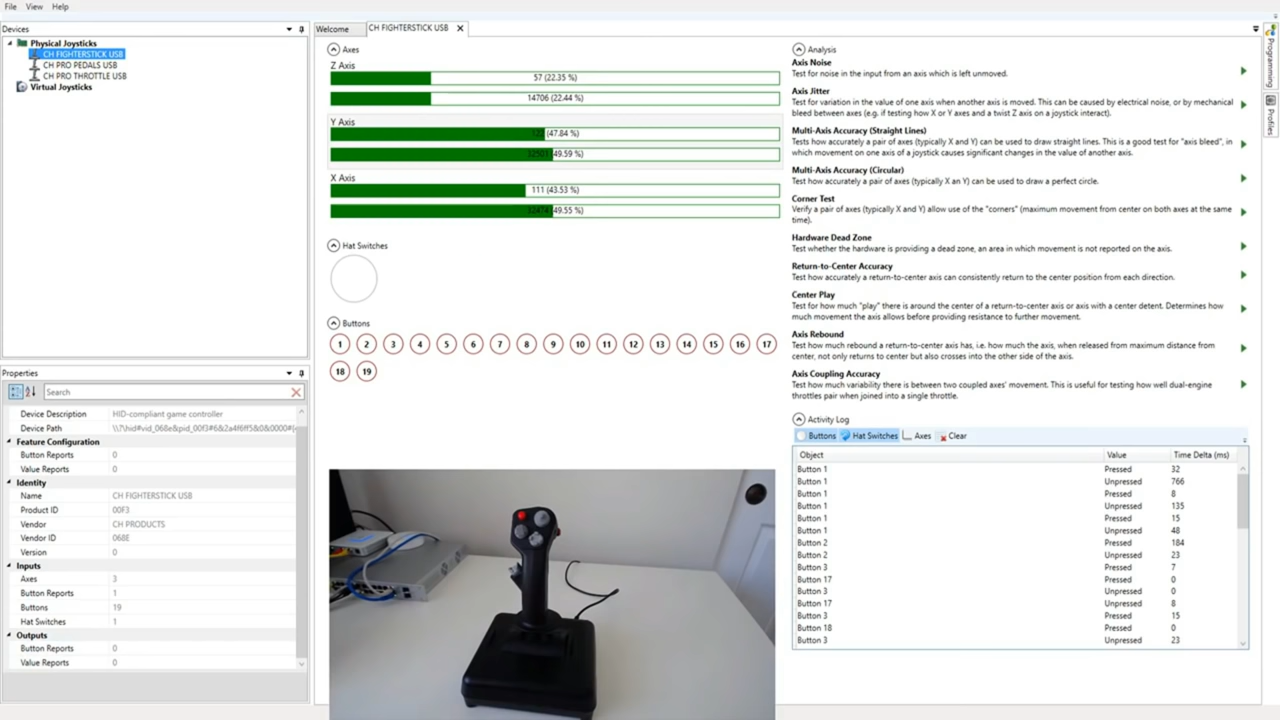 File View Help
Devices
Physical Joysticks
CH FIGHTERSTICK USB
CH PRO PEDALS USB
CH PRO THROTTLE USB
Virtual Joysticks
Properties
Search
Device Description HID-compliant game controller
Device Path
Feature Configuration
Button Reports 0
Value Reports 0
Identity
Name CH FIGHTERSTICK USB
Product ID 00F3
Vendor CH PRODUCTS
Vendor ID 068E
Version 0
Inputs
Axes 3
Button Reports 1
Buttons 19
Hat Switches 1
Outputs
Button Reports 0
Value Reports 0
Welcome CH FIGHTERSTICK USB
Axes
Z Axis
57 (22.35 %)
14706 (22.44 %)
Y Axis
(47.84 %)
(49.59 %)
X Axis
111 (43.53 %)
(49.55 %)
Hat Switches
Buttons
1 2 3 4 5 6 7 8 9 10 11 12 13 14 15 16 17
18 19
Analysis
Axis Noise
Test for noise in the input from an axis which is left unmoved.
Axis Jitter
Test for variation in the value of one axis when another axis is moved. This can be caused by electrical noise, or by mechanical
bleed between axes (e.g. if testing how X or Y axes and a twist Z axis on a joystick interact).
Multi-Axis Accuracy (Straight Lines)
Tests how accurately a pair of axes (typically X and Y) can be used to draw straight lines. This is a good test for "axis bleed", in
which movement on one axis of a joystick causes significant changes in the value of another axis.
Multi-Axis Accuracy (Circular)
Test how accurately a pair of axes (typically X an Y) can be used to draw a perfect circle.
Corner Test
Verify a pair of axes (typically X and Y) allow use of the "corners" (maximum movement from center on both axes at the same
time).
Hardware Dead Zone
Test whether the hardware is providing a dead zone, an area in which movement is not reported on the axis.
Return-to-Center Accuracy
Test how accurately a return-to-center axis can consistently return to the center position from each direction.
Center Play
Test for how much "play" there is around the center of a return-to-center axis or axis with a center detent. Determines how
much movement the axis allows before providing resistance to further movement.
Axis Rebound
Test how much rebound a return-to-center axis has, i.e. how much the axis, when released from maximum distance from
center, not only returns to center but also crosses into the other side of the axis.
Axis Coupling Accuracy
Test how much variability there is between two coupled axes' movement. This is useful for testing how well dual-engine
throttles pair when joined into a single throttle.
Activity Log
Buttons Hat Switches Axes Clear
Object Value Time Delta (ms)
Button 1 Pressed 32
Button 1 Unpressed 766
Button 1 Pressed 8
Button 1 Unpressed 135
Button 1 Pressed 15
Button 1 Unpressed 48
Button 2 Pressed 184
Button 2 Unpressed 23
Button 3 Pressed 7
Button 17 Pressed 0
Button 3 Unpressed 0
Button 17 Unpressed 8
Button 3 Pressed 15
Button 18 Pressed 0
Button 3 Unpressed 23
Programming
Profiles